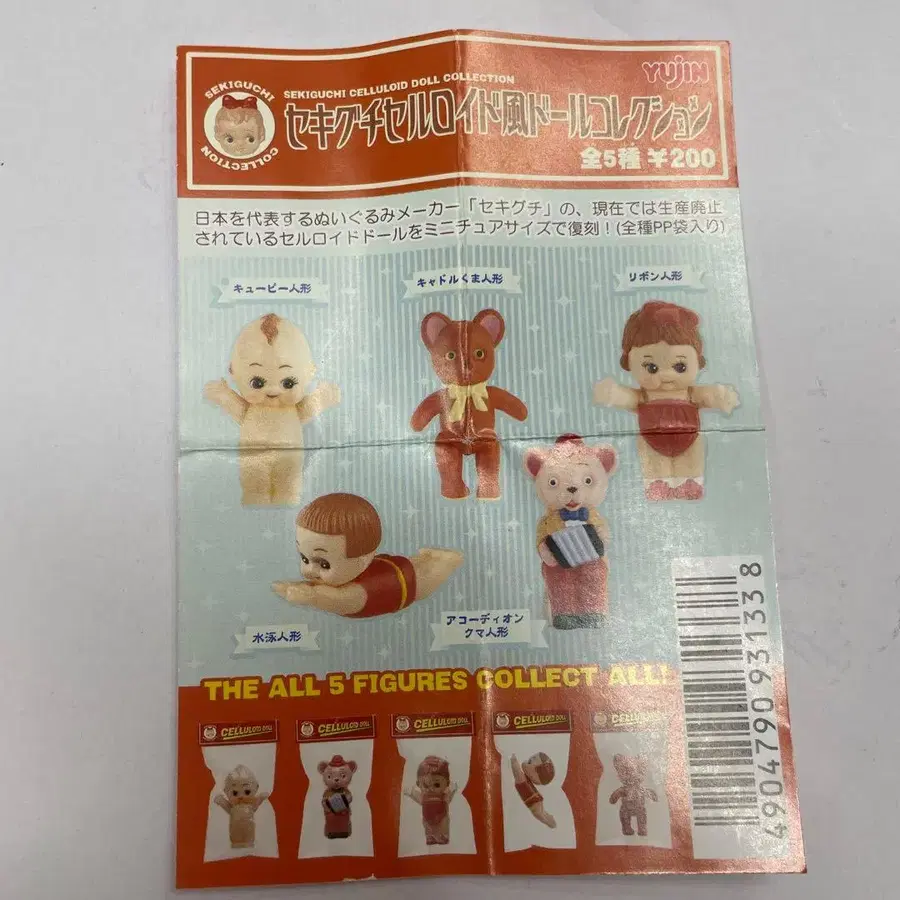 SEKIGUCHI COLLECTION
SEKIGUCHI CELLULOID DOLL COLLECTION
Yujin
セキグチセルロイド風ドールコレクション
全5種 ¥200
日本を代表するぬいぐるみメーカー「セキグチ」の、現在では生産廃止
されているセルロイドドールをミニチュアサイズで復刻!(全種PP袋入り)
キューピー人形
キャドルくま人形
リボン人形
水泳人形
アコーディオン
クマ人形
THE ALL 5 FIGURES COLLECT ALL!
CELLULOID DOLL
CELLULOID DOLL
CELLULOID DOLL
CELLULOID DOLL
CELLULOID
4904790931338